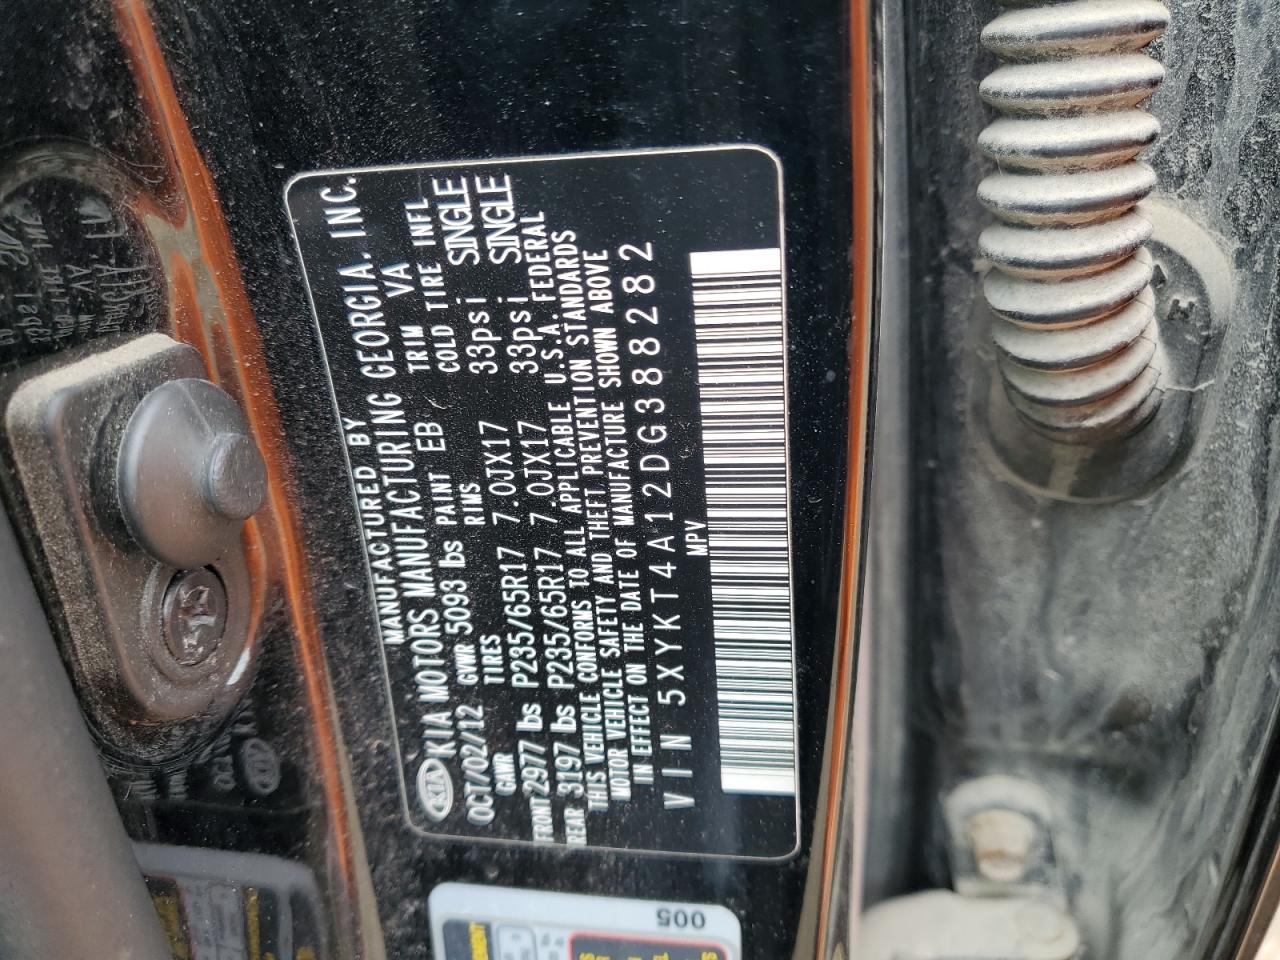 MANUFACTURED BY
KIA KIA MOTORS MANUFACTURING GEORGIA. INC.
OCT/02/12 GVWR 5093 lbs PAINT EB TRIM VA
GAWR TIRES RIMS COLD TIRE INFL
FRONT 2977 lbs P235/65R17 7.0JX17 33psi SINGLE
REAR 3197 lbs P235/65R17 7.0JX17 33psi SINGLE
THIS VEHICLE CONFORMS TO ALL APPLICABLE U.S.A. FEDERAL
MOTOR VEHICLE SAFETY AND THEFT PREVENTION STANDARDS
IN EFFECT ON THE DATE OF MANUFACTURE SHOWN ABOVE
VIN 5XYKT4A12DG388282
MPV
005